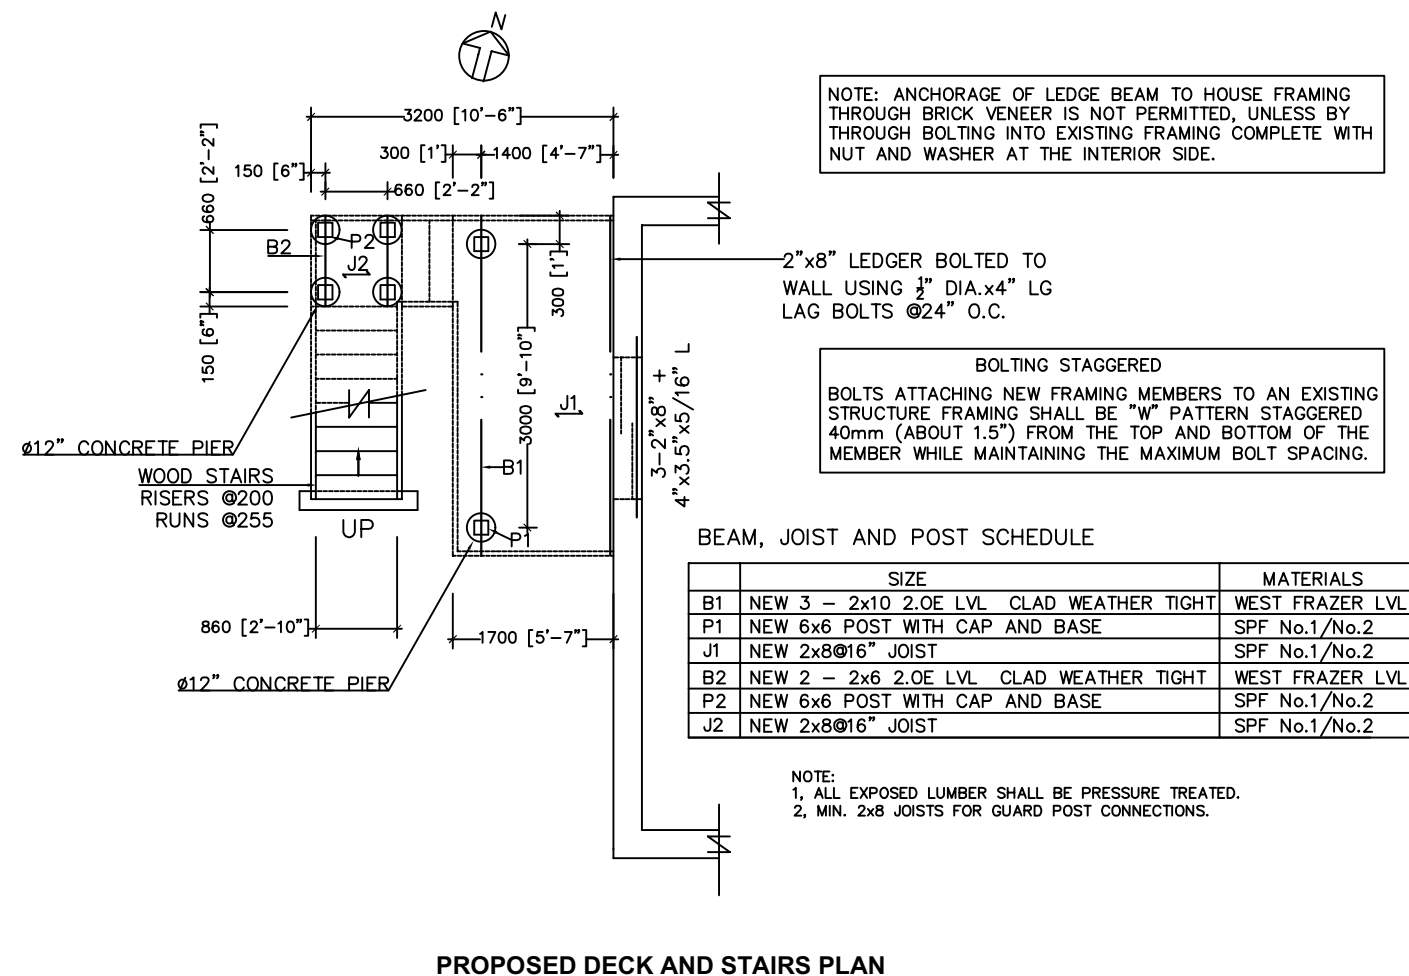 N
3200 [10'-6"]
300 [1']
1400 [4'-7"]
150 [6"]
660 [2'-2"]
660 [2'-2"]
B2
P2
J2
300 [1']
150 [6"]
3000 [9'-10"]
J1
B1
P1
ø12" CONCRETE PIER
WOOD STAIRS
RISERS @200
RUNS @255
UP
860 [2'-10"]
1700 [5'-7"]
ø12" CONCRETE PIER
3-2"x8" +
4"x3.5"x5/16" L
NOTE: ANCHORAGE OF LEDGE BEAM TO HOUSE FRAMING
THROUGH BRICK VENEER IS NOT PERMITTED, UNLESS BY
THROUGH BOLTING INTO EXISTING FRAMING COMPLETE WITH
NUT AND WASHER AT THE INTERIOR SIDE.
2"x8" LEDGER BOLTED TO
WALL USING 1/2" DIA.x4" LG
LAG BOLTS @24" O.C.
BOLTING STAGGERED
BOLTS ATTACHING NEW FRAMING MEMBERS TO AN EXISTING
STRUCTURE FRAMING SHALL BE "W" PATTERN STAGGERED
40mm (ABOUT 1.5") FROM THE TOP AND BOTTOM OF THE
MEMBER WHILE MAINTAINING THE MAXIMUM BOLT SPACING.
BEAM, JOIST AND POST SCHEDULE
SIZE MATERIALS
B1 NEW 3 - 2x10 2.0E LVL CLAD WEATHER TIGHT WEST FRAZER LVL
P1 NEW 6x6 POST WITH CAP AND BASE SPF No.1/No.2
J1 NEW 2x8@16" JOIST SPF No.1/No.2
B2 NEW 2 - 2x6 2.0E LVL CLAD WEATHER TIGHT WEST FRAZER LVL
P2 NEW 6x6 POST WITH CAP AND BASE SPF No.1/No.2
J2 NEW 2x8@16" JOIST SPF No.1/No.2
NOTE:
1, ALL EXPOSED LUMBER SHALL BE PRESSURE TREATED.
2, MIN. 2x8 JOISTS FOR GUARD POST CONNECTIONS.
PROPOSED DECK AND STAIRS PLAN